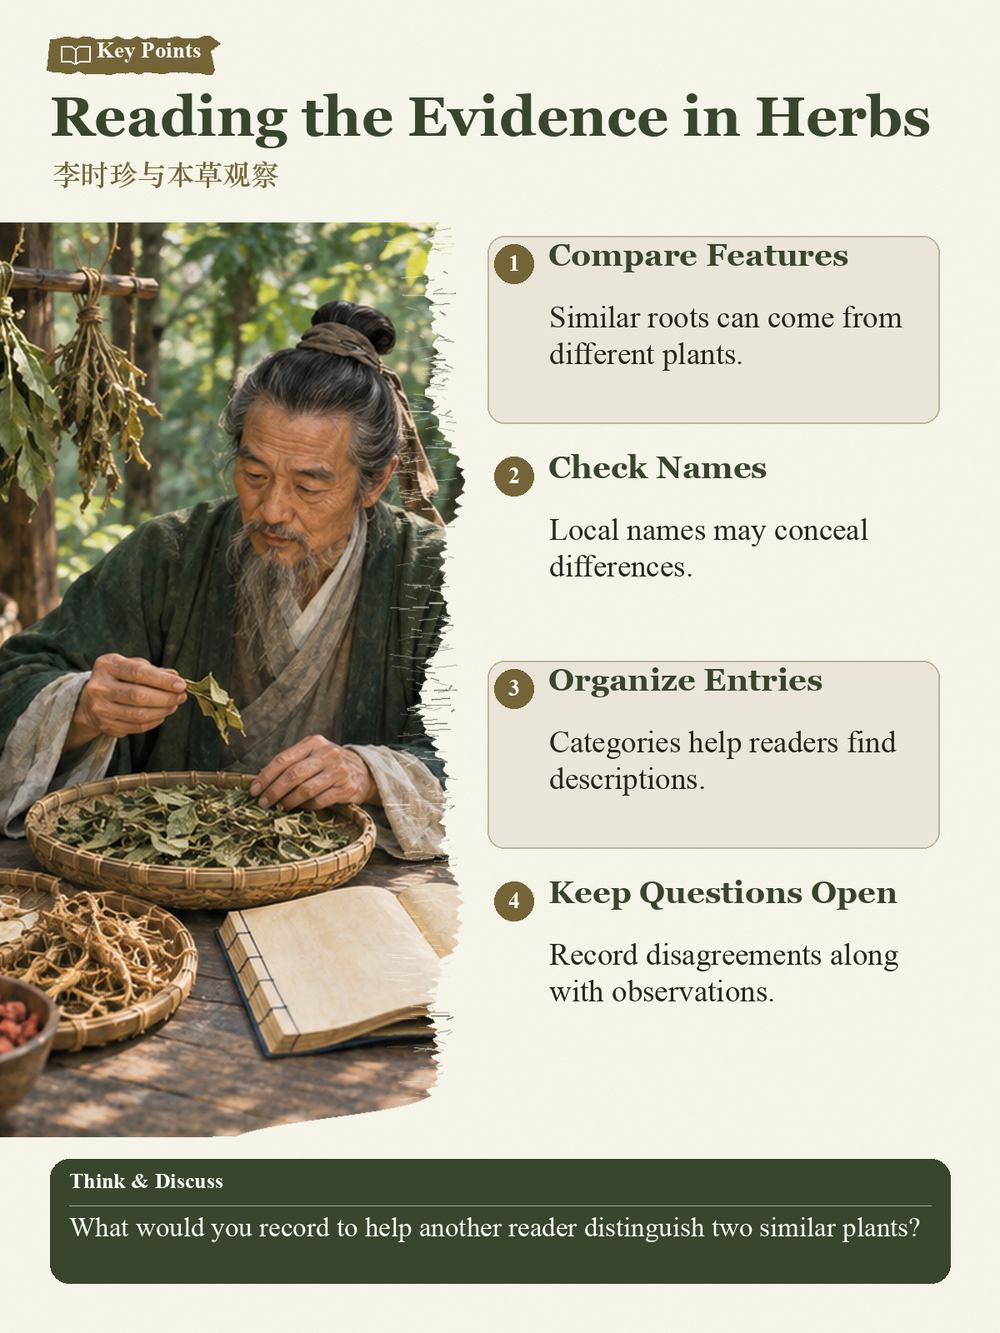 Key Points
Reading the Evidence in Herbs
李时珍与本草观察
1 Compare Features
Similar roots can come from
different plants.
2 Check Names
Local names may conceal
differences.
3 Organize Entries
Categories help readers find
descriptions.
4 Keep Questions Open
Record disagreements along
with observations.
Think & Discuss
What would you record to help another reader distinguish two similar plants?